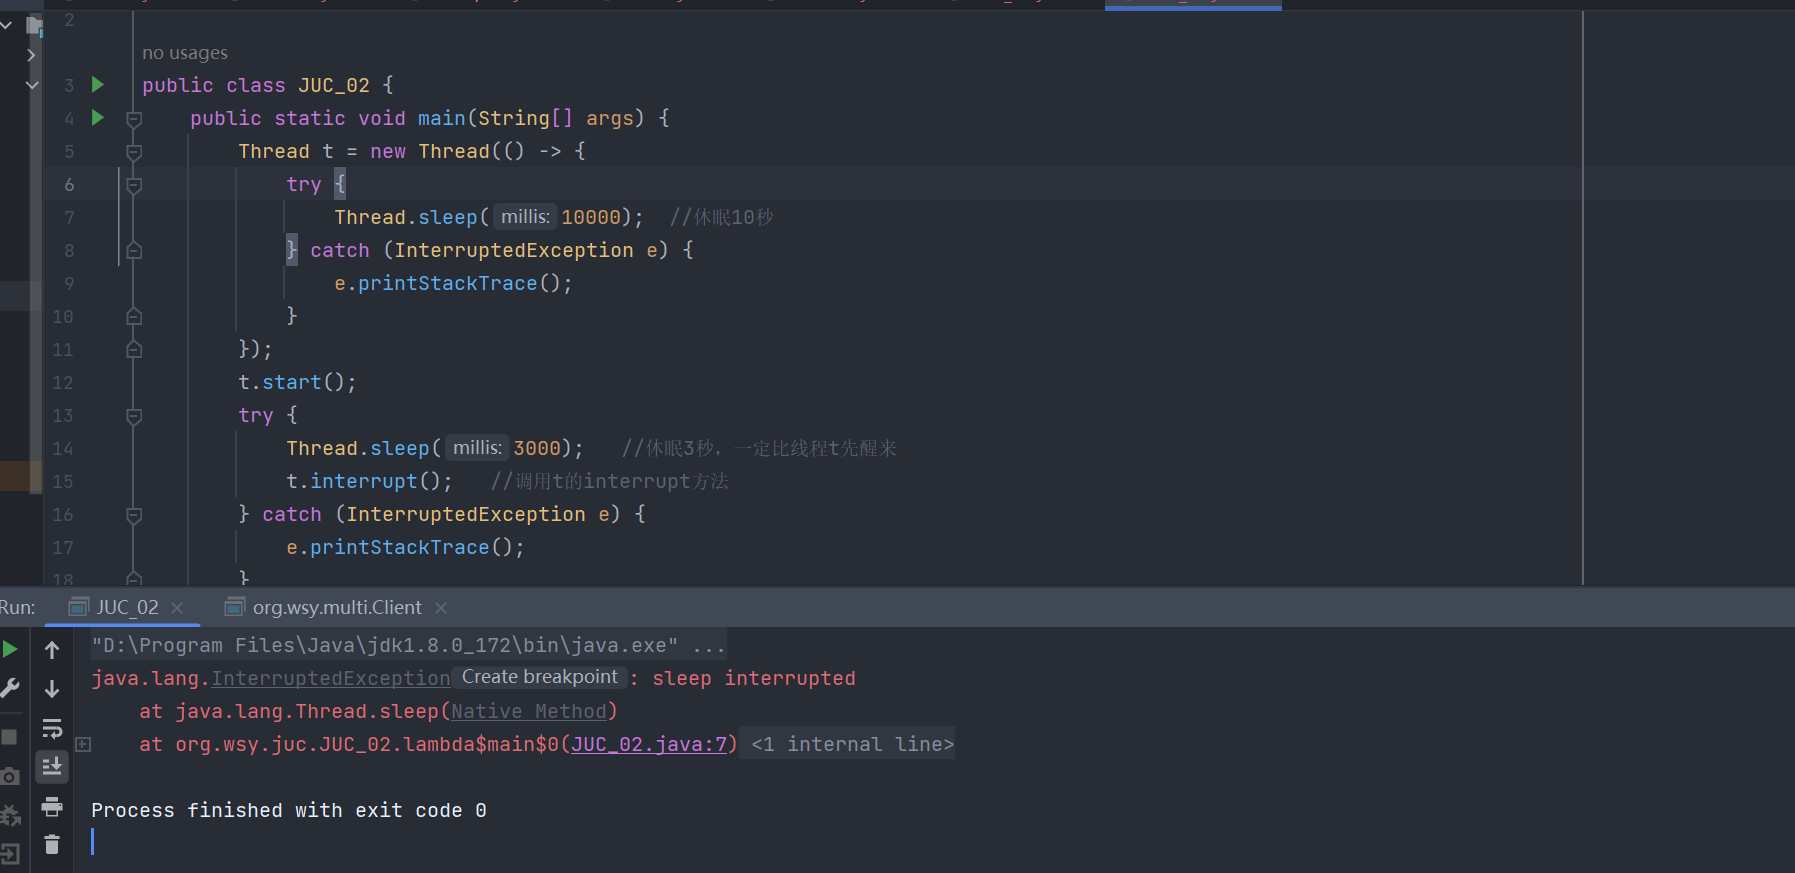 2
no usages
3 public class JUC_02 {
4 public static void main(String[] args) {
5 Thread t = new Thread(() -> {
6 try {
7 Thread.sleep( millis: 10000); //休眠10秒
8 } catch (InterruptedException e) {
9 e.printStackTrace();
10 }
11 });
12 t.start();
13 try {
14 Thread.sleep( millis: 3000); //休眠3秒，一定比线程t先醒来
15 t.interrupt(); //调用t的interrupt方法
16 } catch (InterruptedException e) {
17 e.printStackTrace();
18 }
Run: JUC_02 × org.wsy.multi.Client ×
"D:\Program Files\Java\jdk1.8.0_172\bin\java.exe" ...
java.lang.InterruptedException Create breakpoint : sleep interrupted
at java.lang.Thread.sleep(Native Method)
at org.wsy.juc.JUC_02.lambda$main$0(JUC_02.java:7) <1 internal line>
Process finished with exit code 0